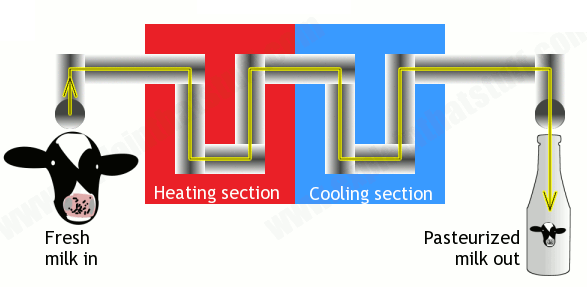 Heating section
Cooling section
Fresh
milk in
Pasteurized
milk out